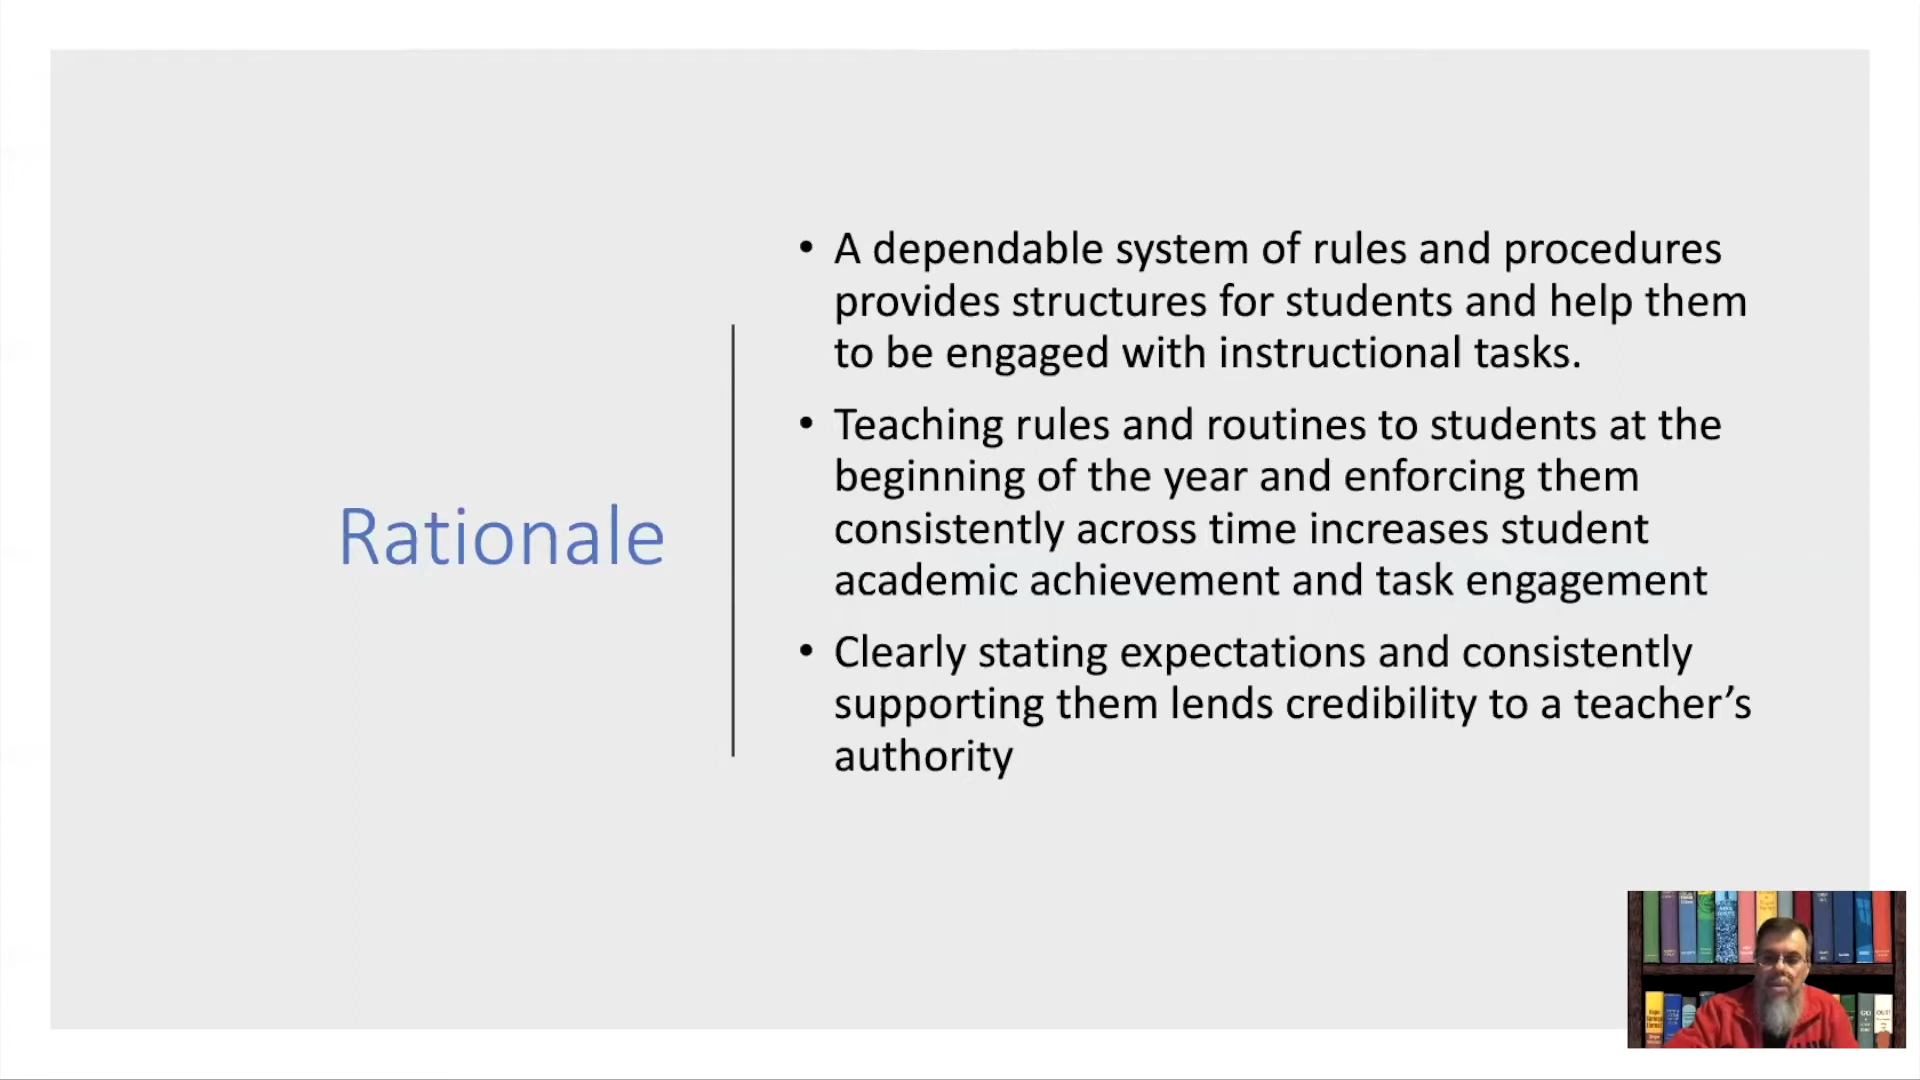 Rationale
• A dependable system of rules and procedures
provides structures for students and help them
to be engaged with instructional tasks.
• Teaching rules and routines to students at the
beginning of the year and enforcing them
consistently across time increases student
academic achievement and task engagement
• Clearly stating expectations and consistently
supporting them lends credibility to a teacher’s
authority
GO
OUT